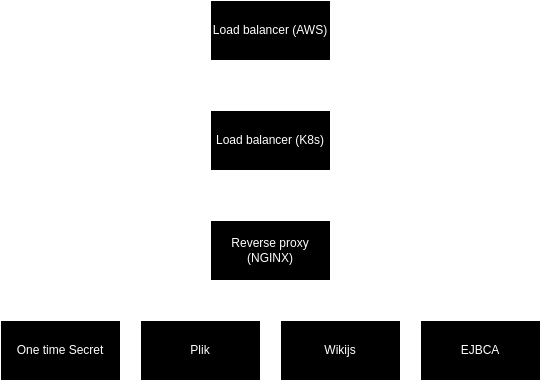 Load balancer (AWS)
Load balancer (K8s)
Reverse proxy
(NGINX)
One time Secret
Plik
Wikijs
EJBCA